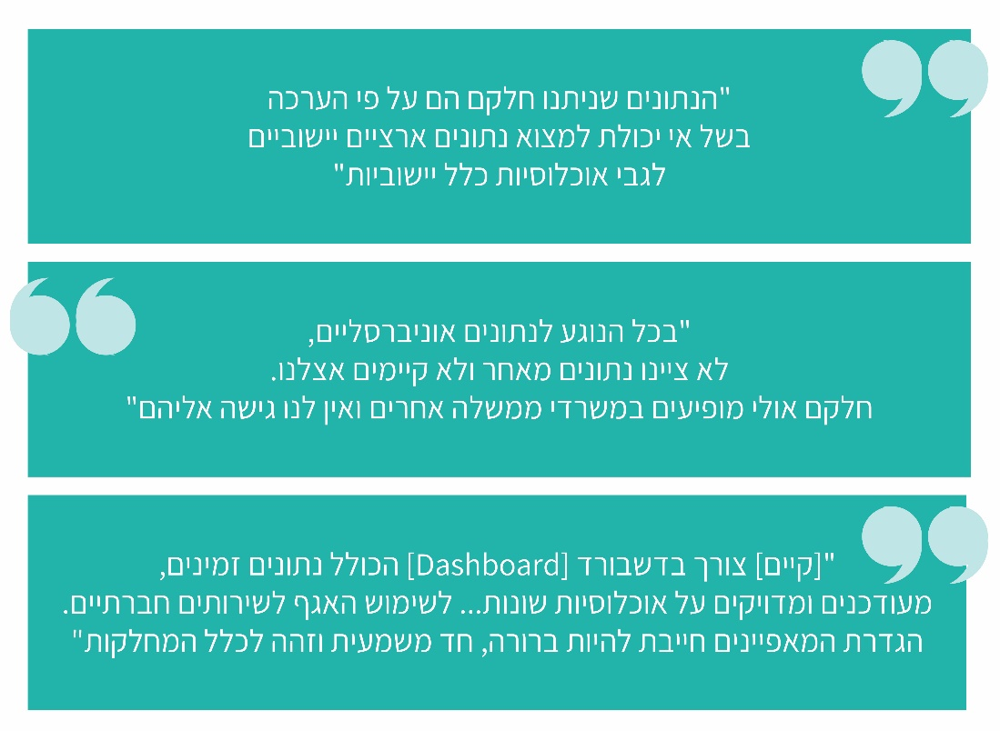 "הנתונים שניתנו חלקם הם על פי הערכה
בשל אי יכולת למצוא נתונים ארציים יישוביים
לגבי אוכלוסיות כלל יישוביות"
"בכל הנוגע לנתונים אוניברסליים,
לא ציינו נתונים מאחר ולא קיימים אצלנו.
חלקם אולי מופיעים במשרדי ממשלה אחרים ואין לנו גישה אליהם"
"[קיים] צורך בדשבורד [Dashboard] הכולל נתונים זמינים,
מעודכנים ומדויקים על אוכלוסיות שונות... לשימוש האגף לשירותים חברתיים.
הגדרת המאפיינים חייבת להיות ברורה, חד משמעית וזהה לכלל המחלקות"